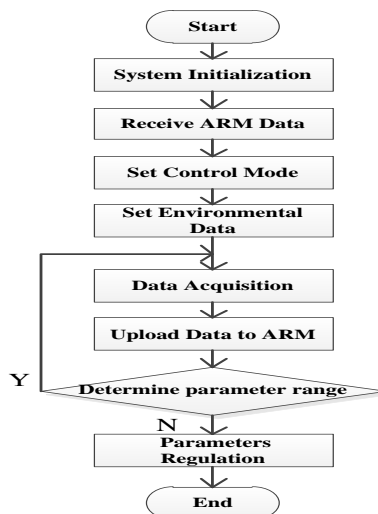 Start
System Initialization
Receive ARM Data
Set Control Mode
Set Environmental
Data
Data Acquisition
Upload Data to ARM
Y
Determine parameter range
N
Parameters
Regulation
End